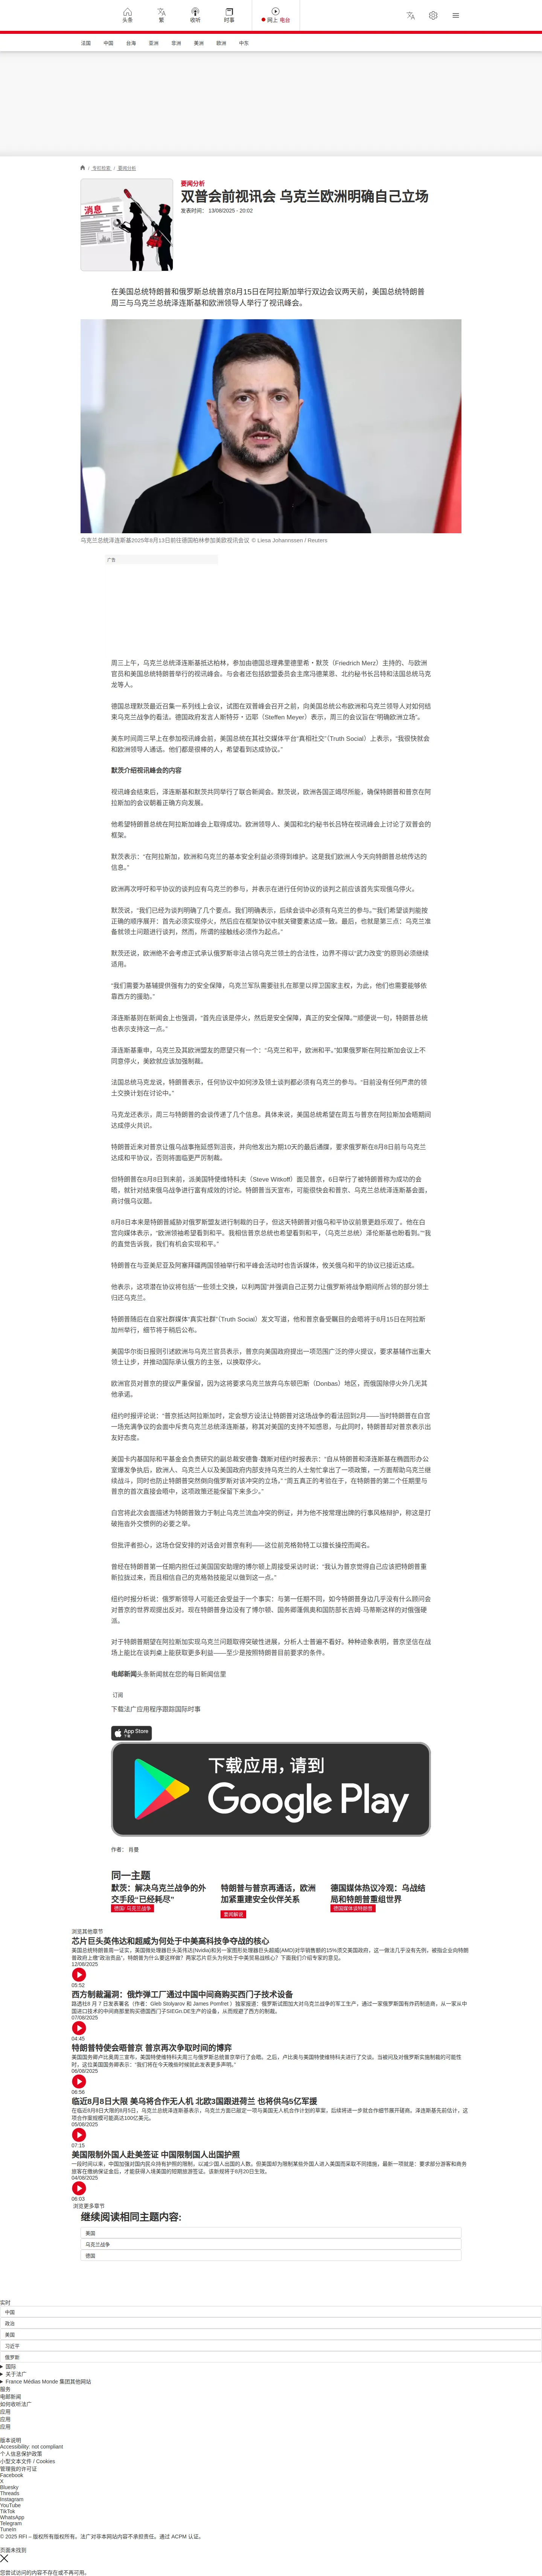 头条
繁
收听
时事
网上 电台
法国
中国
台海
亚洲
非洲
美洲
欧洲
中东
/ 专栏检索 / 要闻分析
消息
要闻分析
双普会前视讯会 乌克兰欧洲明确自己立场
发表时间: 13/08/2025 - 20:02
在美国总统特朗普和俄罗斯总统普京8月15日在阿拉斯加举行双边会议两天前,美国总统特朗普
周三与乌克兰总统泽连斯基和欧洲领导人举行了视讯峰会。
乌克兰总统泽连斯基2025年8月13日前往德国柏林参加美欧视讯会议 © Liesa Johannssen / Reuters
广告
周三上午,乌克兰总统泽连斯基抵达柏林,参加由德国总理弗里德里希・默茨(Friedrich Merz)主持的、与欧洲
官员和美国总统特朗普举行的视讯峰会。与会者还包括欧盟委员会主席冯德莱恩、北约秘书长吕特和法国总统马克
龙等人。
德国总理默茨最近召集一系列线上会议,试图在双普峰会召开之前,向美国总统公布欧洲和乌克兰领导人对如何结
束乌克兰战争的看法。德国政府发言人斯特芬・迈耶(Steffen Meyer)表示,周三的会议旨在“明确欧洲立场”。
美东时间周三早上在参加视讯峰会前,美国总统在其社交媒体平台“真相社交”(Truth Social)上表示,“我很快就会
和欧洲领导人通话。他们都是很棒的人,希望看到达成协议。”
默茨介绍视讯峰会的内容
视讯峰会结束后,泽连斯基和默茨共同举行了联合新闻会。默茨说,欧洲各国正竭尽所能,确保特朗普和普京在阿
拉斯加的会议朝着正确方向发展。
他希望特朗普总统在阿拉斯加峰会上取得成功。欧洲领导人、美国和北约秘书长吕特在视讯峰会上讨论了双普会的
框架。
默茨表示:“在阿拉斯加,欧洲和乌克兰的基本安全利益必须得到维护。这是我们欧洲人今天向特朗普总统传达的
信息。”
欧洲再次呼吁和平协议的谈判应有乌克兰的参与,并表示在进行任何协议的谈判之前应该首先实现俄乌停火。
默茨说,“我们已经为谈判明确了几个要点。我们明确表示,后续会谈中必须有乌克兰的参与。”“我们希望谈判能按
正确的顺序展开:首先必须实现停火,然后应在框架协议中就关键要素达成一致。最后,也就是第三点:乌克兰准
备就领土问题进行谈判,然而,所谓的接触线必须作为起点。”
默茨还说,欧洲绝不会考虑正式承认俄罗斯非法占领乌克兰领土的合法性,边界不得以“武力改变”的原则必须继续
适用。
“我们需要为基辅提供强有力的安全保障,乌克兰军队需要驻扎在那里以捍卫国家主权,为此,他们也需要能够依
靠西方的援助。”
泽连斯基则在新闻会上也强调,“首先应该是停火,然后是安全保障,真正的安全保障。”“顺便说一句,特朗普总统
也表示支持这一点。”
泽连斯基重申,乌克兰及其欧洲盟友的愿望只有一个:“乌克兰和平,欧洲和平。”如果俄罗斯在阿拉斯加会议上不
同意停火,美欧就应该加强制裁。
法国总统马克龙说,特朗普表示,任何协议中如何涉及领土谈判都必须有乌克兰的参与。“目前没有任何严肃的领
土交换计划在讨论中。”
马克龙还表示,周三与特朗普的会谈传递了几个信息。具体来说,美国总统希望在周五与普京在阿拉斯加会晤期间
达成停火共识。
特朗普近来对普京让俄乌战事拖延感到沮丧,并向他发出为期10天的最后通牒,要求俄罗斯在8月8日前与乌克兰
达成和平协议,否则将面临更严厉制裁。
但特朗普在8月8日到来前,派美国特使维特科夫(Steve Witkoff)面见普京,6日举行了被特朗普称为成功的会
晤,就针对结束俄乌战争进行富有成效的讨论。特朗普当天宣布,可能很快会和普京、乌克兰总统泽连斯基会面,
商讨俄乌议题。
8月8日本来是特朗普威胁对俄罗斯盟友进行制裁的日子,但这天特朗普对俄乌和平协议前景更趋乐观了。他在白
宫向媒体表示,“欧洲领袖希望看到和平。我相信普京总统也希望看到和平,(乌克兰总统)泽伦斯基也盼看到。”“我
的直觉告诉我,我们有机会实现和平。”
特朗普在与亚美尼亚及阿塞拜疆两国领袖举行和平峰会活动时也告诉媒体,攸关俄乌和平的协议已接近达成。
他表示,这项潜在协议将包括“一些领土交换,以利两国”并强调自己正努力让俄罗斯将战争期间所占领的部分领土
归还乌克兰。
特朗普随后在自家社群媒体“真实社群”(Truth Social)发文写道,他和普京备受瞩目的会晤将于8月15日在阿拉斯
加州举行,细节将于稍后公布。
美国华尔街日报则引述欧洲与乌克兰官员表示,普京向美国政府提出一项范围广泛的停火提议,要求基辅作出重大
领土让步,并推动国际承认俄方的主张,以换取停火。
欧洲官员对普京的提议严重保留,因为这将要求乌克兰放弃乌东顿巴斯(Donbas)地区,而俄国除停火外几无其
他承诺。
纽约时报评论说:“普京抵达阿拉斯加时,定会想方设法让特朗普对这场战争的看法回到2月——当时特朗普在白宫
一场充满争议的会面中斥责乌克兰总统泽连斯基,称其对美国的支持不知感恩,与此同时,特朗普却对普京表示出
友好态度。
美国卡内基国际和平基金会负责研究的副总裁安德鲁·魏斯对纽约时报表示:“自从特朗普和泽连斯基在椭圆形办公
室爆发争执后,欧洲人、乌克兰人以及美国政府内部支持乌克兰的人士匆忙拿出了一项政策,一方面帮助乌克兰继
续战斗,同时也防止特朗普突然倒向俄罗斯对该冲突的立场。” “周五真正的考验在于,在特朗普的第二个任期里与
普京的首次直接会晤中,这项政策还能保留下来多少。”
白宫将此次会面描述为特朗普致力于制止乌克兰流血冲突的例证,并为他不按常理出牌的行事风格辩护,称这是打
破拖沓外交惯例的必要之举。
但批评者担心,这场仓促安排的对话会对普京有利——这位前克格勃特工以擅长操控而闻名。
曾经在特朗普第一任期内担任过美国国安助理的博尔顿上周接受采访时说:“我认为普京觉得自己应该把特朗普重
新拉拢过来,而且相信自己的克格勃技能足以做到这一点。”
纽约时报分析说:俄罗斯领导人可能还会受益于一个事实:与第一任期不同,如今特朗普身边几乎没有什么顾问会
对普京的世界观提出反对。现在特朗普身边没有了博尔顿、国务卿蓬佩奥和国防部长吉姆·马蒂斯这样的对俄强硬
派。
对于特朗普期望在阿拉斯加实现乌克兰问题取得突破性进展,分析人士普遍不看好。种种迹象表明,普京坚信在战
场上能比在谈判桌上能获取更多利益——至少是按照特朗普目前要求的条件。
电邮新闻头条新闻就在您的每日新闻信里
订阅
下载法广应用程序跟踪国际时事
App Store
下载
下载应用,请到
Google Play
作者: 肖曼
同一主题
默茨:解决乌克兰战争的外
交手段“已经耗尽”
德国/ 乌克兰战争
特朗普与普京再通话,欧洲
加紧重建安全伙伴关系
要闻解说
德国媒体热议冷观:乌战结
局和特朗普重组世界
德国媒体谈特朗普
浏览其他章节
芯片巨头英伟达和超威为何处于中美高科技争夺战的核心
美国总统特朗普周一证实,美国微处理器巨头英伟达(Nvidia)和另一家图形处理器巨头超威(AMD)对华销售额的15%须交美国政府,这一做法几乎没有先例,被指企业向特朗
普政府上缴“政治贡品”。特朗普为什么要这样做?两家芯片巨头为何处于中美贸易战核心?下面我们介绍专家的意见。
12/08/2025
05:52
西方制裁漏洞:俄炸弹工厂通过中国中间商购买西门子技术设备
路透社8 月 7 日发表署名(作者: Gleb Stolyarov 和 James Pomfret )独家报道:俄罗斯试图加大对乌克兰战争的军工生产,通过一家俄罗斯国有炸药制造商,从一家从中
国进口技术的中间商那里购买德国西门子SIEGn.DE生产的设备,从而规避了西方的制裁。
07/08/2025
04:45
特朗普特使会晤普京 普京再次争取时间的博弈
美国国务卿卢比奥周三宣布,美国特使维特科夫周三与俄罗斯总统普京举行了会晤。之后,卢比奥与美国特使维特科夫进行了交谈。当被问及对俄罗斯实施制裁的可能性
时,这位美国国务卿表示:“我们将在今天晚些时候就此发表更多声明。”
06/08/2025
06:56
临近8月8日大限 美乌将合作无人机 北欧3国跟进荷兰 也将供乌5亿军援
在临近8月8日大限的8月5日,乌克兰总统泽连斯基表示,乌克兰方面已敲定一项与美国无人机合作计划的草案,后续将进一步就合作细节展开磋商。泽连斯基先前估计,这
项合作案规模可能高达100亿美元。
05/08/2025
07:15
美国限制外国人赴美签证 中国限制国人出国护照
一段时间以来,中国加强对国内民众持有护照的限制,以减少国人出国的人数。但美国却为限制某些外国人进入美国而采取不同措施,最新一项就是:要求部分游客和商务
旅客在缴纳保证金后,才能获得入境美国的短期旅游签证。该新规将于8月20日生效。
04/08/2025
06:03
浏览更多章节
继续阅读相同主题内容:
美国
乌克兰战争
德国
实时
中国
政治
美国
习近平
俄罗斯
国际
关于法广
France Médias Monde 集团其他网站
服务
电邮新闻
如何收听法广
应用
应用
应用
版本说明
Accessibility: not compliant
个人信息保护政策
小型文本文件 / Cookies
管理我的许可证
Facebook
X
Bluesky
Threads
Instagram
YouTube
TikTok
WhatsApp
Telegram
TuneIn
© 2025 RFI – 版权所有版权所有。法广对非本网站内容不承担责任。通过 ACPM 认证。
页面未找到
您尝试访问的内容不存在或不再可用。